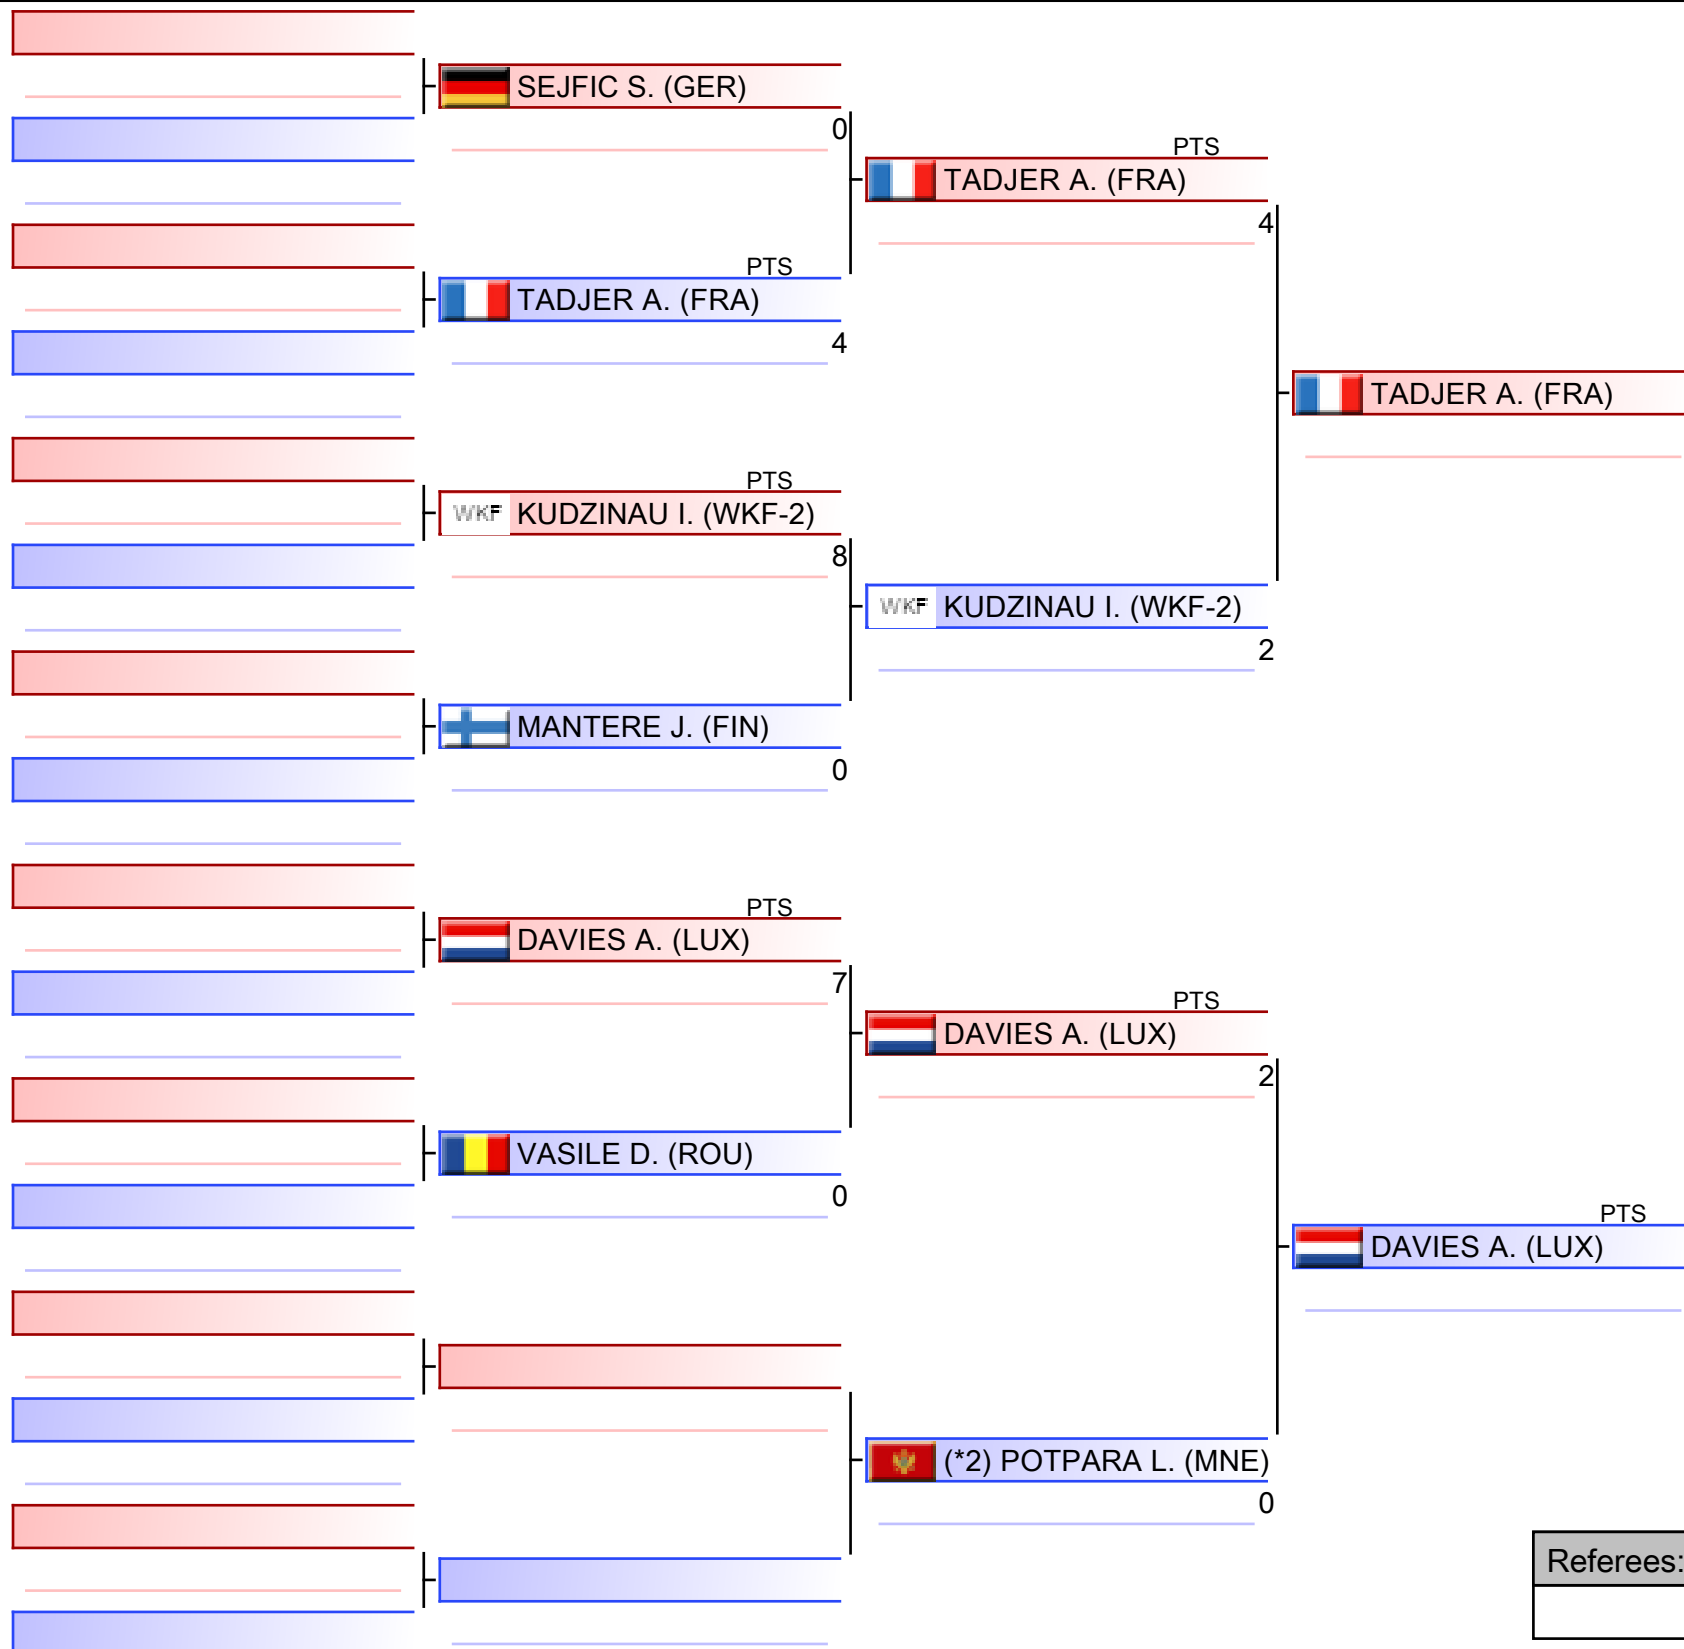 SEJFIC S. (GER)
0
PTS
TADJER A. (FRA)
4
PTS
TADJER A. (FRA)
4
PTS
WKF KUDZINAU I. (WKF-2)
8
WKF KUDZINAU I. (WKF-2)
2
MANTERE J. (FIN)
0
TADJER A. (FRA)
PTS
DAVIES A. (LUX)
7
PTS
DAVIES A. (LUX)
2
VASILE D. (ROU)
0
PTS
DAVIES A. (LUX)
(*2) POTPARA L. (MNE)
0
Referees: